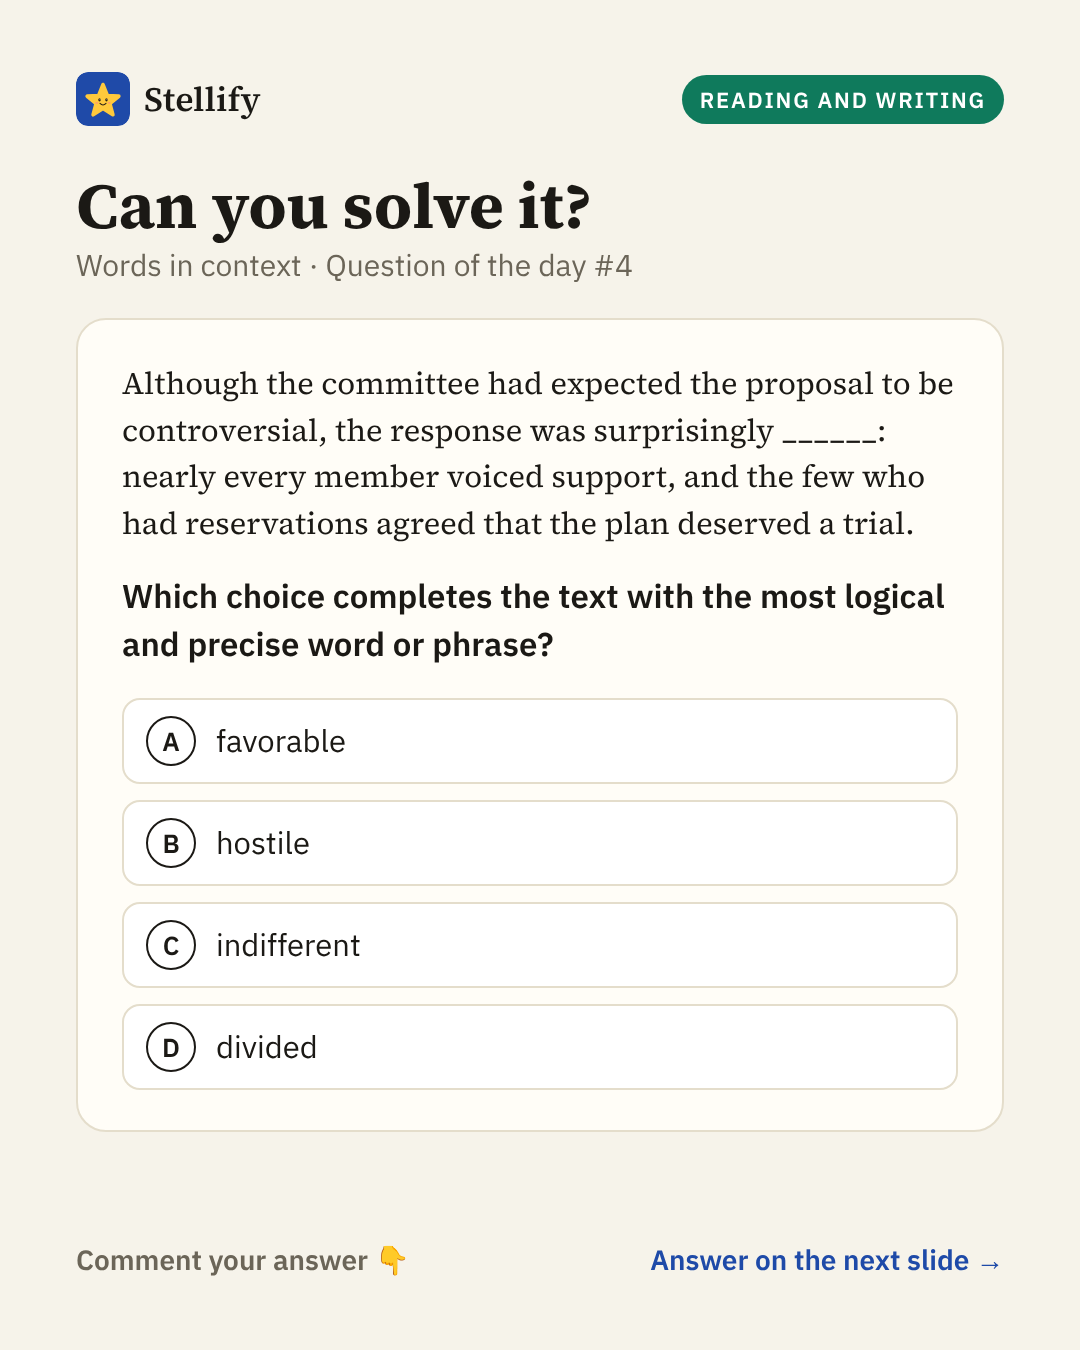 Stellify
READING AND WRITING
Can you solve it?
Words in context · Question of the day #4
Although the committee had expected the proposal to be
controversial, the response was surprisingly ______:
nearly every member voiced support, and the few who
had reservations agreed that the plan deserved a trial.
Which choice completes the text with the most logical
and precise word or phrase?
A favorable
B hostile
C indifferent
D divided
Comment your answer 👇
Answer on the next slide →